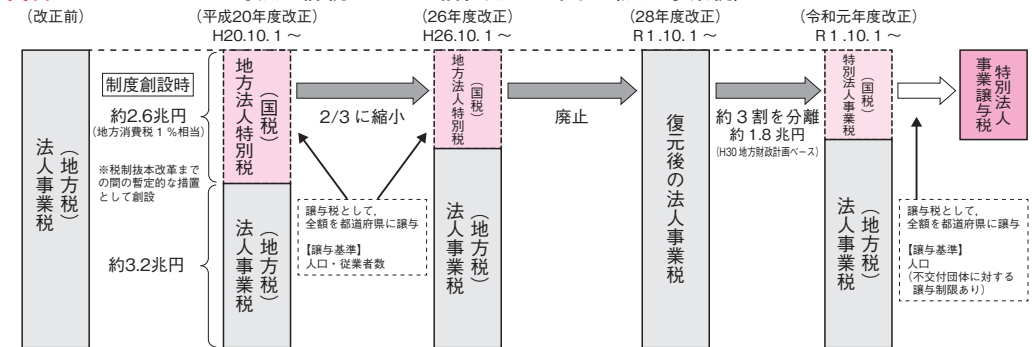 (改正前)
(平成20年度改正)
H20.10.1～
(26年度改正)
H26.10.1～
(28年度改正)
R1.10.1～
(令和元年度改正)
R1.10.1～
法人事業税
(地方税)
制度創設時
約2.6兆円
(地方消費税1%相当)
※税制抜本改革まで
の間の暫定的な措置
として創設
約3.2兆円
地方法人特別税
(国税)
法人事業税
(地方税)
2/3に縮小
譲与税として,
全額を都道府県に譲与
【譲与基準】
人口・従業者数
地方法人特別税
(国税)
法人事業税
(地方税)
廃止
復元後の法人事業税
約3割を分離
約1.8兆円
(H30地方財政計画ベース)
特別法人事業税
(国税)
法人事業税
(地方税)
譲与税として,
全額を都道府県に譲与
【譲与基準】
人口
(不交付団体に対する
譲与制限あり)
特別法人
事業譲与税